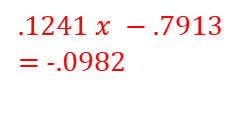 .1241 x − .7913
= -.0982